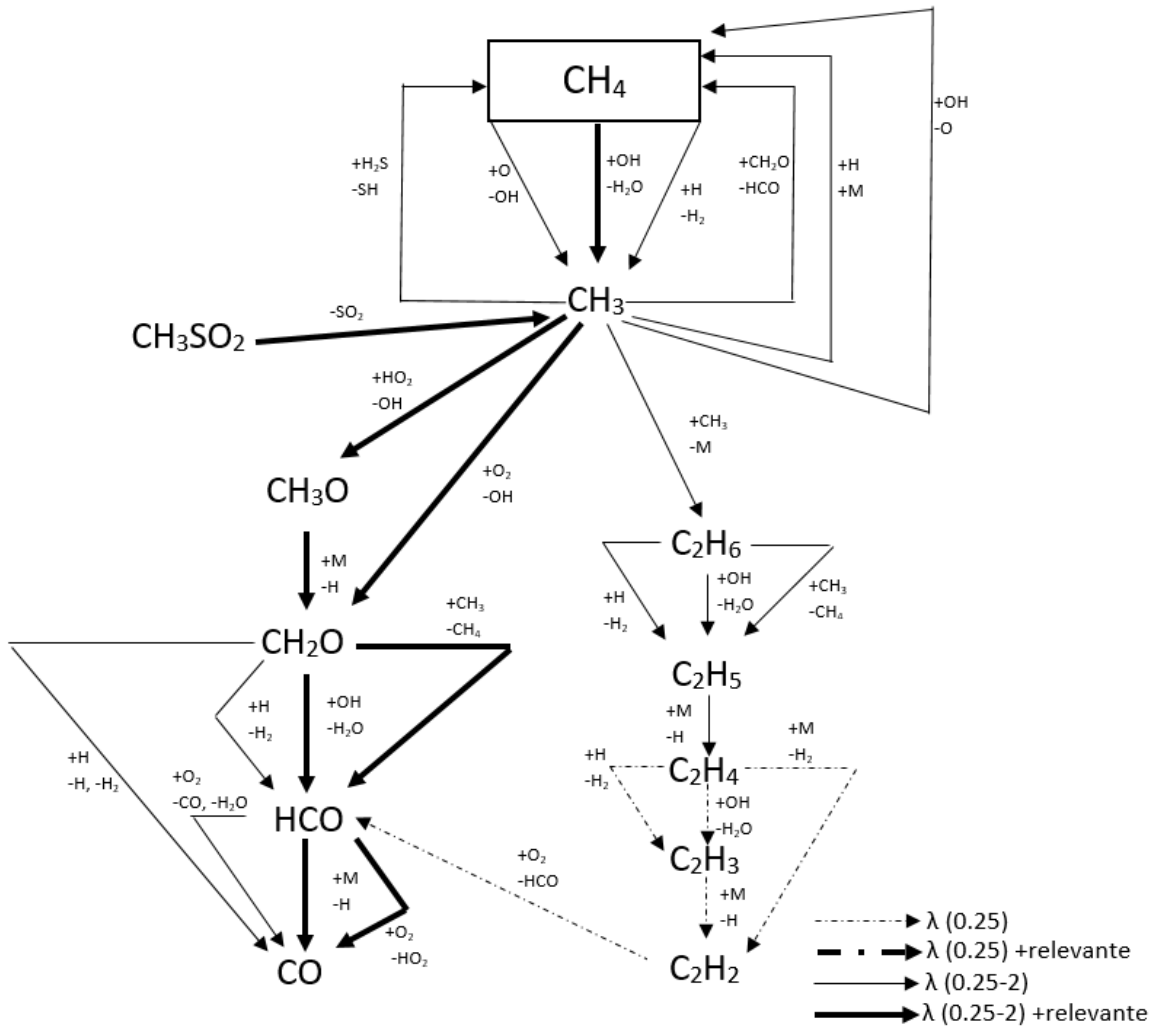 CH₄
+OH
-O
+H₂S
-SH
+O
-OH
+OH
-H₂O
+H
-H₂
+CH₂O
-HCO
+H
+M
CH₃
-SO₂
CH₃SO₂
+HO₂
-OH
+O₂
-OH
+CH₃
-M
CH₃O
+M
-H
C₂H₆
+H
-H₂
+OH
-H₂O
+CH₃
-CH₄
+CH₃
-CH₄
CH₂O
C₂H₅
+H
-H₂
+OH
-H₂O
+M
-H
+M
-H₂
+H
-H, -H₂
+O₂
-CO, -H₂O
+H
-H₂
C₂H₄
+OH
-H₂O
HCO
C₂H₃
+O₂
-HCO
+M
-H
+M
-H
+O₂
-HO₂
CO
C₂H₂
λ (0.25)
λ (0.25) +relevante
λ (0.25-2)
λ (0.25-2) +relevante